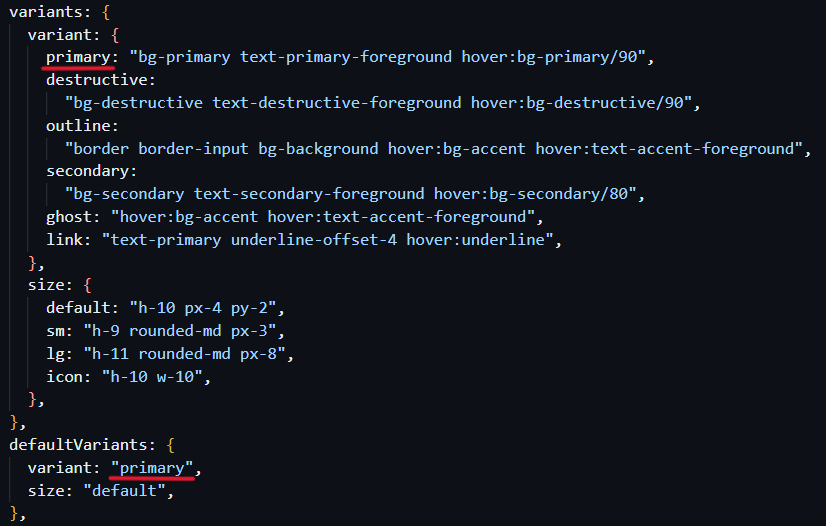 variants: {
variant: {
primary: "bg-primary text-primary-foreground hover:bg-primary/90",
destructive:
"bg-destructive text-destructive-foreground hover:bg-destructive/90",
outline:
"border border-input bg-background hover:bg-accent hover:text-accent-foreground",
secondary:
"bg-secondary text-secondary-foreground hover:bg-secondary/80",
ghost: "hover:bg-accent hover:text-accent-foreground",
link: "text-primary underline-offset-4 hover:underline",
},
size: {
default: "h-10 px-4 py-2",
sm: "h-9 rounded-md px-3",
lg: "h-11 rounded-md px-8",
icon: "h-10 w-10",
},
},
defaultVariants: {
variant: "primary",
size: "default",
},